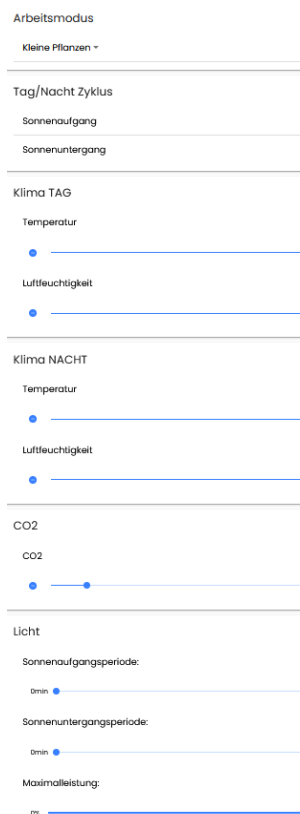 Arbeitsmodus
Kleine Pflanzen
Tag/Nacht Zyklus
Sonnenaufgang
Sonnenuntergang
Klima TAG
Temperatur
Luftfeuchtigkeit
Klima NACHT
Temperatur
Luftfeuchtigkeit
CO2
CO2
Licht
Sonnenaufgangsperiode:
0min
Sonnenuntergangsperiode:
0min
Maximalleistung: